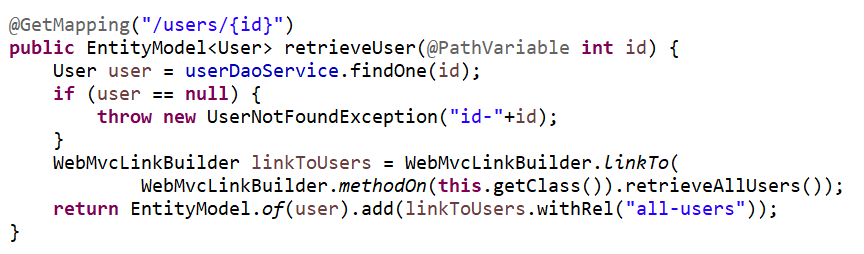 @GetMapping("/users/{id}")
public EntityModel<User> retrieveUser(@PathVariable int id) {
    User user = userDaoService.findOne(id);
    if (user == null) {
        throw new UserNotFoundException("id-"+id);
    }
    WebMvcLinkBuilder linkToUsers = WebMvcLinkBuilder.linkTo(
            WebMvcLinkBuilder.methodOn(this.getClass()).retrieveAllUsers());
    return EntityModel.of(user).add(linkToUsers.withRel("all-users"));
}